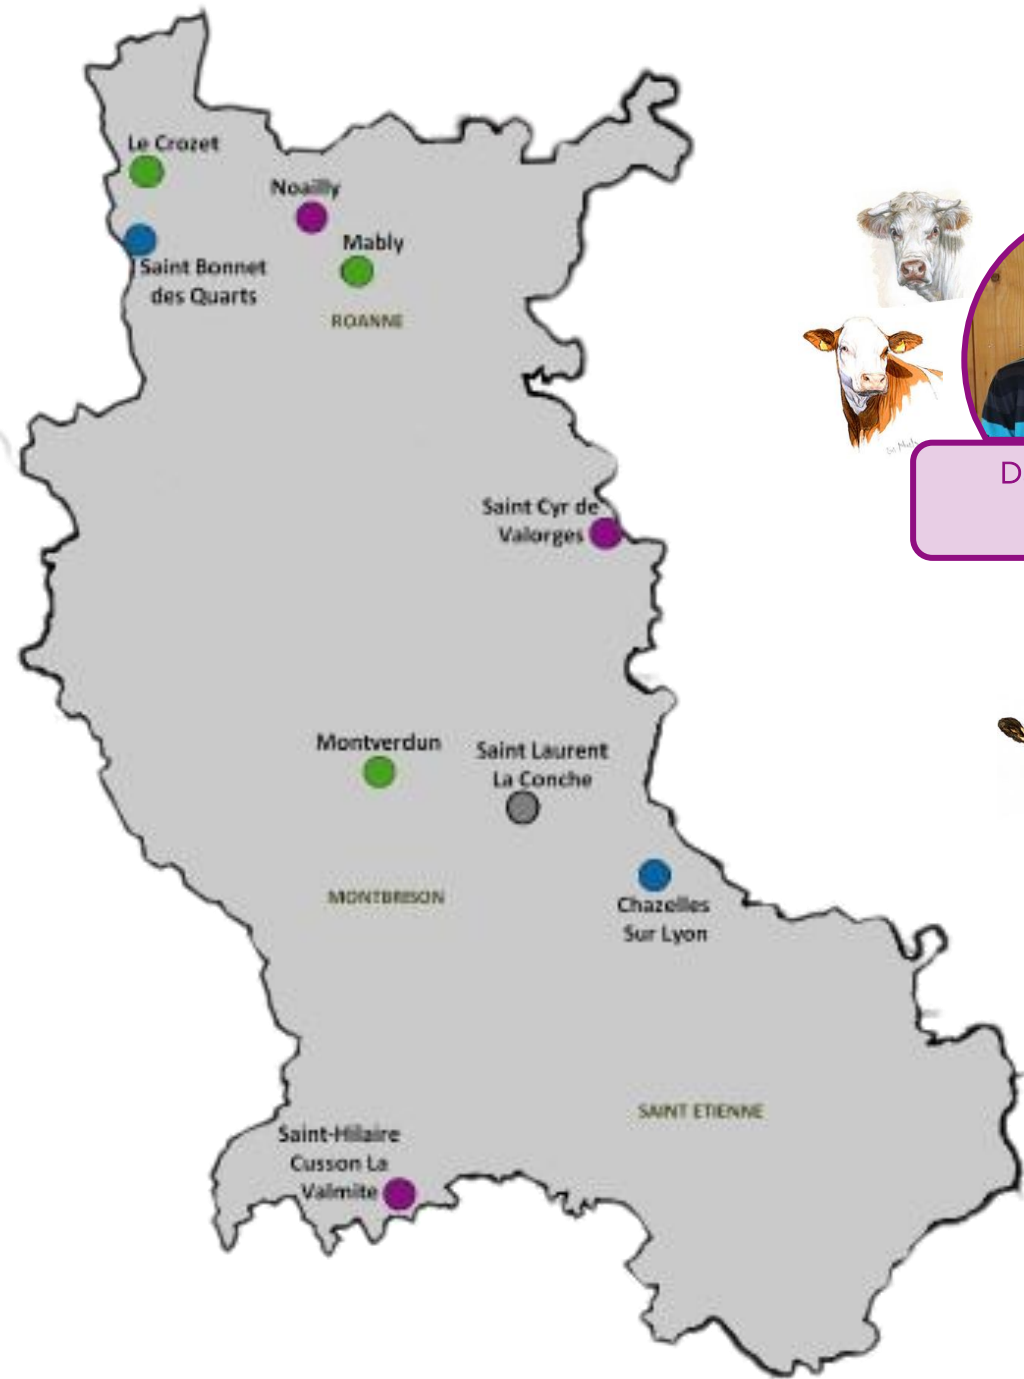 Le Crozet
Noailly
Mably
Saint Bonnet
des Quarts
ROANNE
D
Saint Cyr de
Valorges
Montverdun
Saint Laurent
La Conche
MONTBRISON
Chazelles
Sur Lyon
SAINT ETIENNE
Saint-Hilaire
Cusson La
Valmite